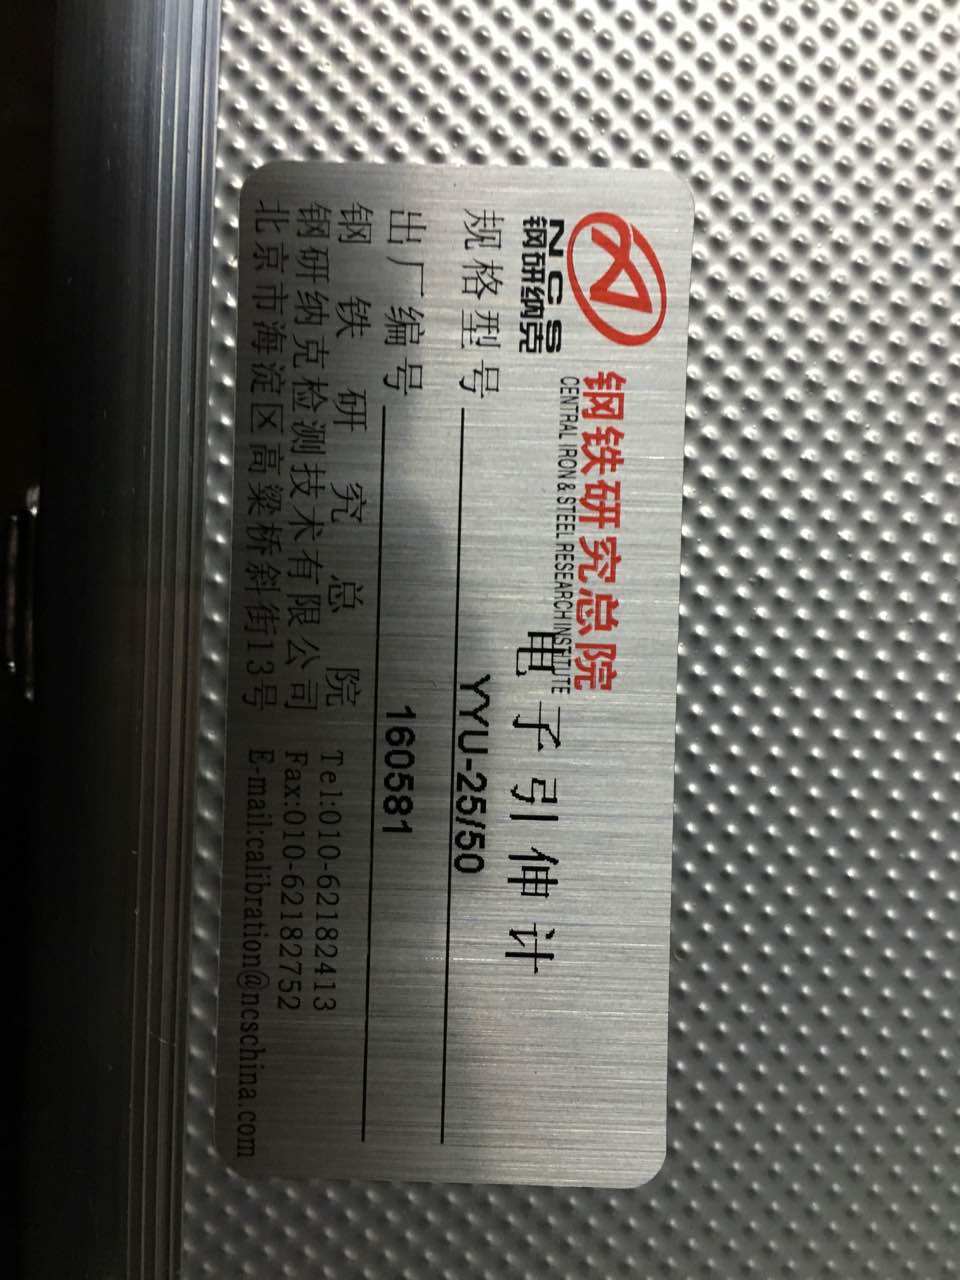 NCS
钢研纳克
钢铁研究总院
CENTRAL IRON & STEEL RESEARCH INSTITUTE
电子引伸计
规格型号 YYU-25/50
出厂编号 160581
钢铁研究总院 Tel:010-62182413
钢研纳克检测技术有限公司 Fax:010-62182752
北京市海淀区高粱桥斜街13号 E-mail:calibration@ncschina.com